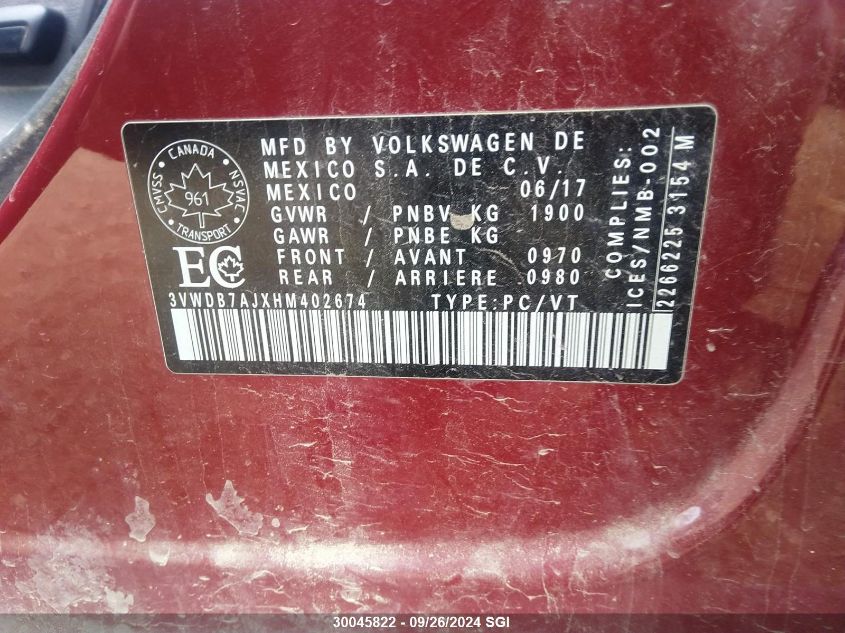 CANADA
CMVSS
NSVAC
961
TRANSPORT
MFD BY VOLKSWAGEN DE
MEXICO S.A. DE C.V.
MEXICO 06/17
GVWR / PNBV KG 1900
GAWR / PNBE KG
FRONT / AVANT 0970
REAR / ARRIERE 0980
EC
3VWDB7AJXHM402674 TYPE:PC/VT
COMPLIES:
ICES/NMB-002
2266225 3154 M
30045822 - 09/26/2024 SGI